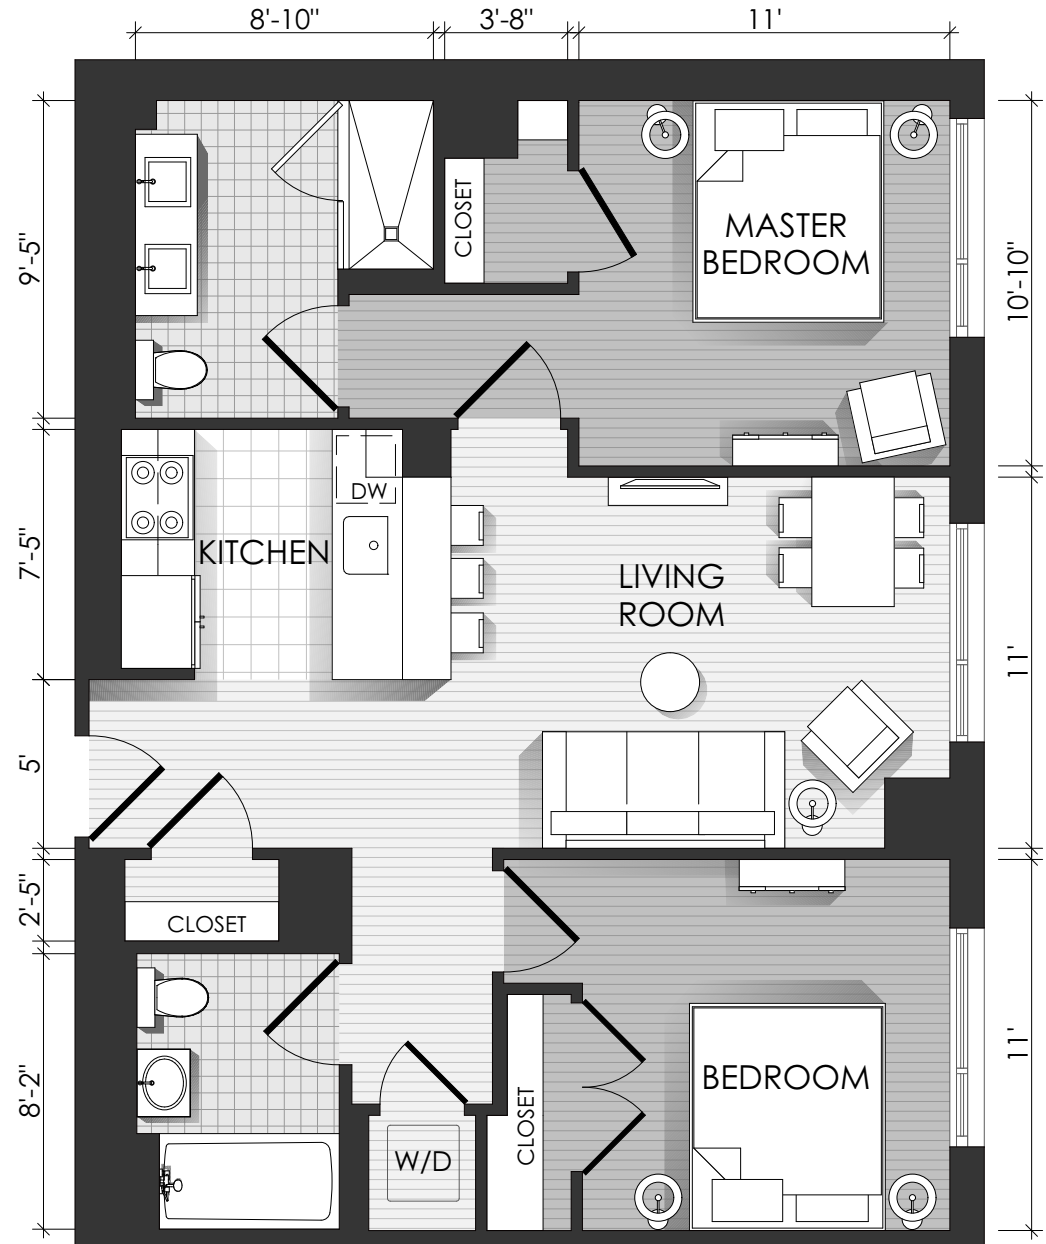 8'-10"
3'-8"
11'
9'-5"
CLOSET
MASTER
BEDROOM
10'-10"
DW
7'-5"
KITCHEN
LIVING
ROOM
11'
5'
2'-5"
CLOSET
11'
8'-2"
BEDROOM
CLOSET
W/D